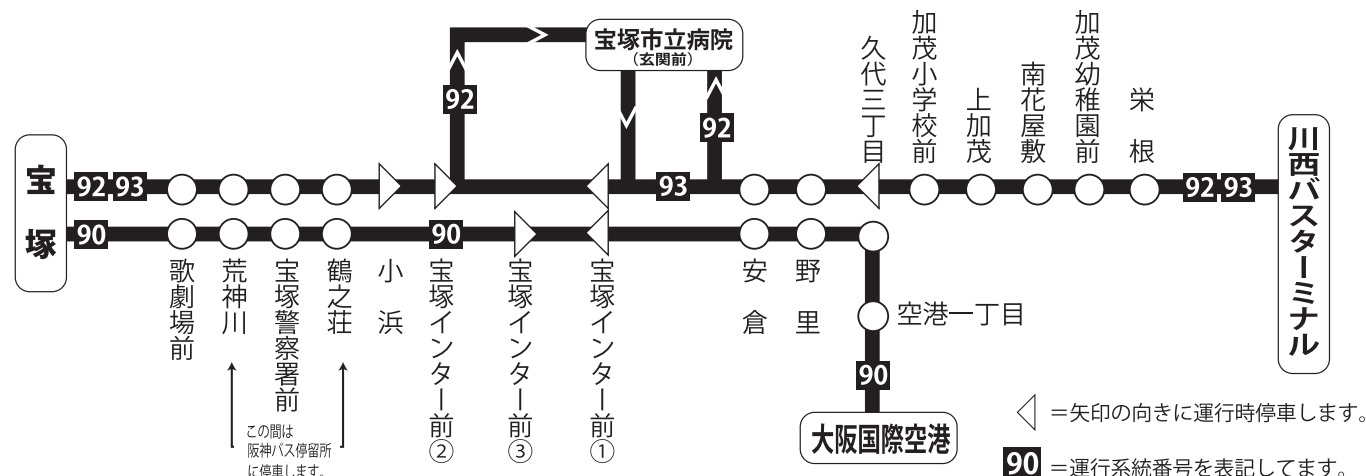 宝塚市立病院
(玄関前)
久代三丁目
加茂小学校前
上加茂
南花屋敷
加茂幼稚園前
栄根
92
92
宝塚
川西バスターミナル
92 93
93
92 93
90
90
歌劇場前
荒神川
宝塚警察署前
鶴之荘
小浜
宝塚インター前②
宝塚インター前③
宝塚インター前①
安倉
野里
空港一丁目
90
大阪国際空港
この間は
阪神バス停留所
に停車します。
=矢印の向きに運行時停車します。
90 =運行系統番号を表記してます。